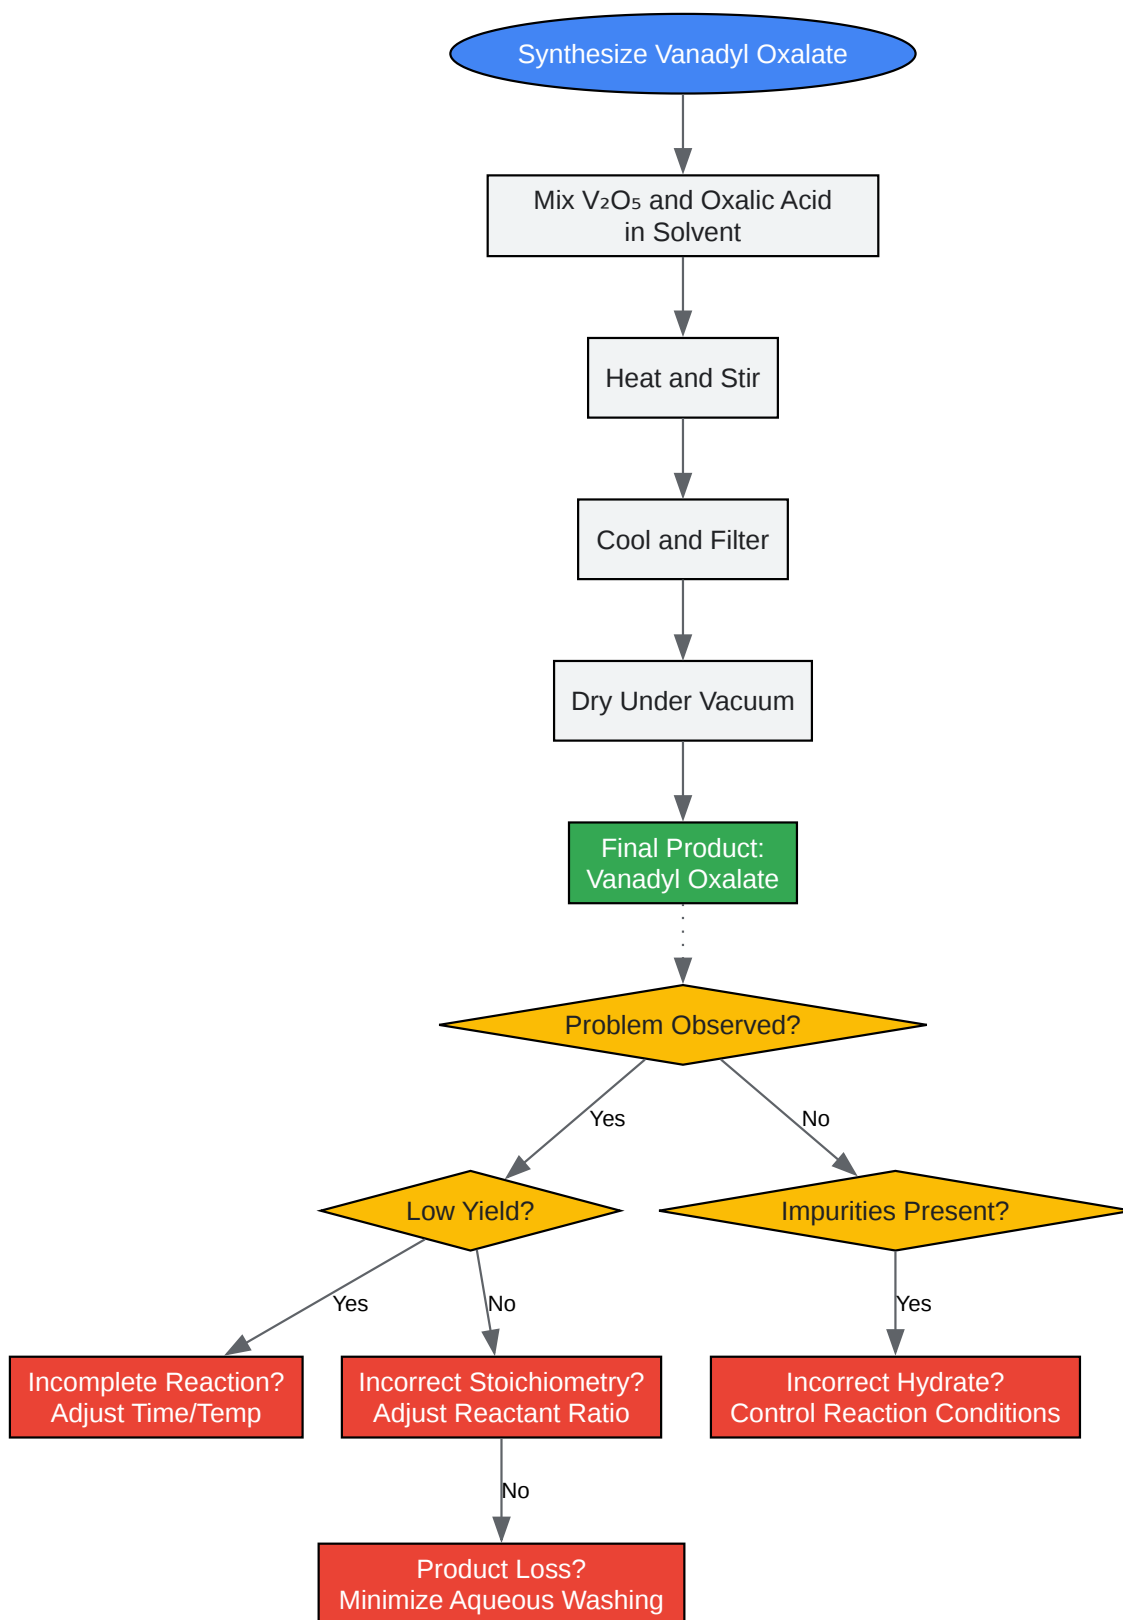 Synthesize Vanadyl Oxalate
Mix V₂O₅ and Oxalic Acid
in Solvent
Heat and Stir
Cool and Filter
Dry Under Vacuum
Final Product:
Vanadyl Oxalate
Problem Observed?
Yes
No
Low Yield?
Impurities Present?
Yes
No
Yes
Incomplete Reaction?
Adjust Time/Temp
Incorrect Stoichiometry?
Adjust Reactant Ratio
Incorrect Hydrate?
Control Reaction Conditions
No
Product Loss?
Minimize Aqueous Washing